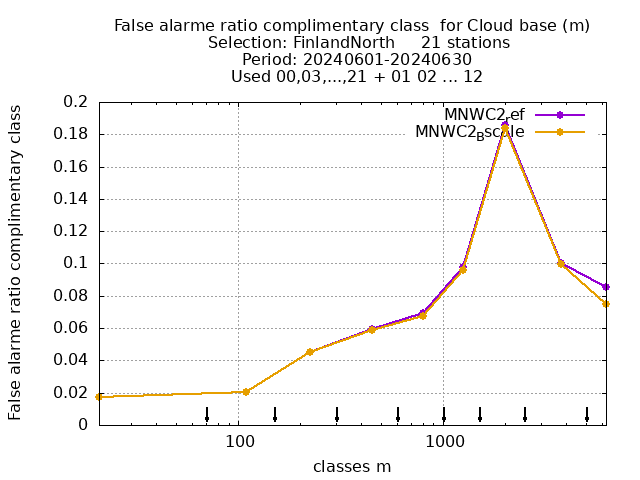 False alarme ratio complimentary class  for Cloud base (m)
Selection: FinlandNorth     21 stations
Period: 20240601-20240630
Used 00,03,...,21 + 01 02 ... 12
False alarme ratio complimentary class
MNWC2ref
MNWC2Bscale
0.2
0.18
0.16
0.14
0.12
0.1
0.08
0.06
0.04
0.02
0
100
1000
classes m